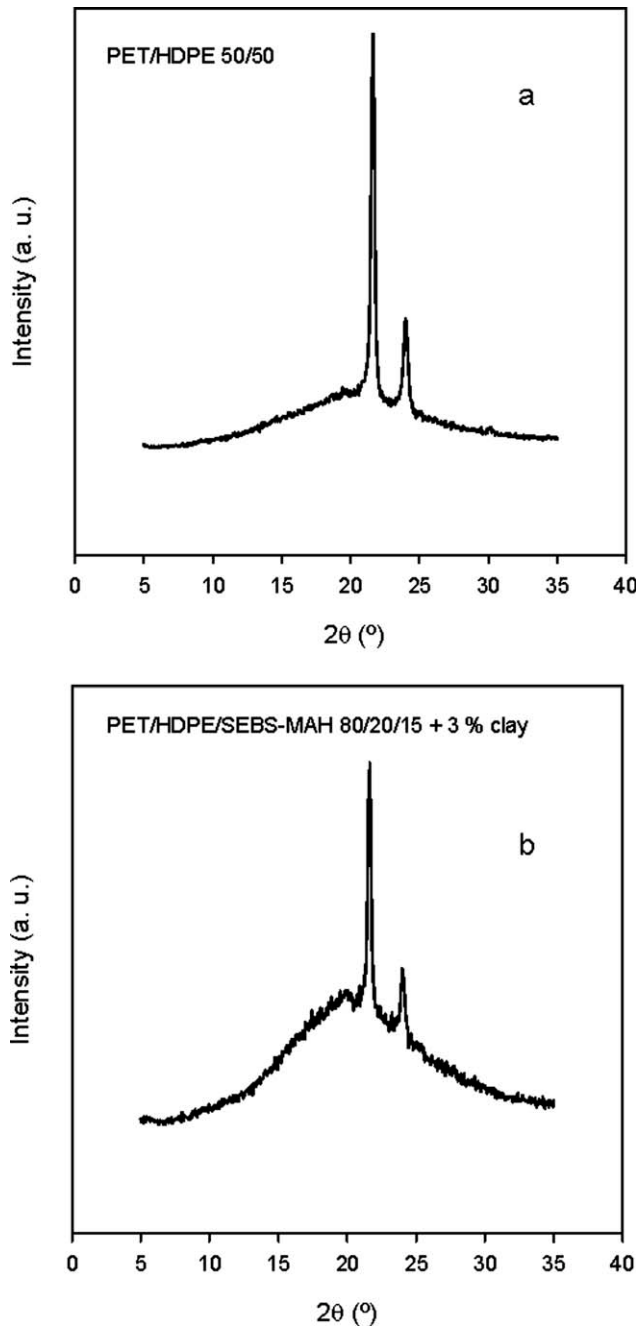 PET/HDPE 50/50
a
Intensity (a. u.)
0 5 10 15 20 25 30 35 40
2θ (º)
PET/HDPE/SEBS-MAH 80/20/15 + 3 % clay
b
Intensity (a. u.)
0 5 10 15 20 25 30 35 40
2θ (º)